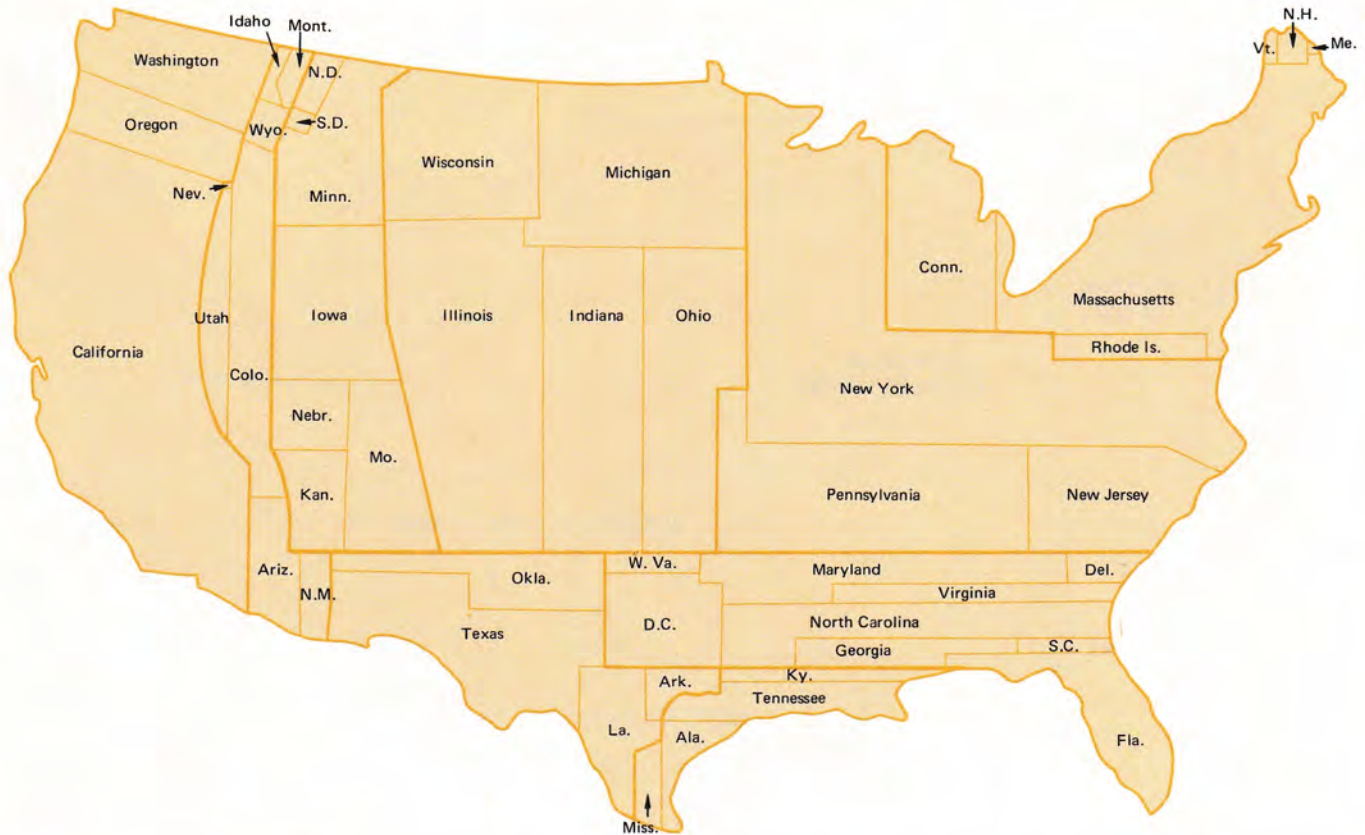 N.H.
Idaho
Mont.
Vt.
Me.
Washington
N.D.
Oregon
Wyo.
S.D.
Wisconsin
Michigan
Nev.
Minn.
Conn.
Massachusetts
Utah
Iowa
Illinois
Indiana
Ohio
California
Rhode Is.
Colo.
New York
Nebr.
Mo.
Kan.
Pennsylvania
New Jersey
W. Va.
Ariz.
Okla.
Maryland
Del.
N.M.
Virginia
Texas
D.C.
North Carolina
Georgia
S.C.
Ark.
Ky.
Tennessee
La.
Ala.
Fla.
Miss.